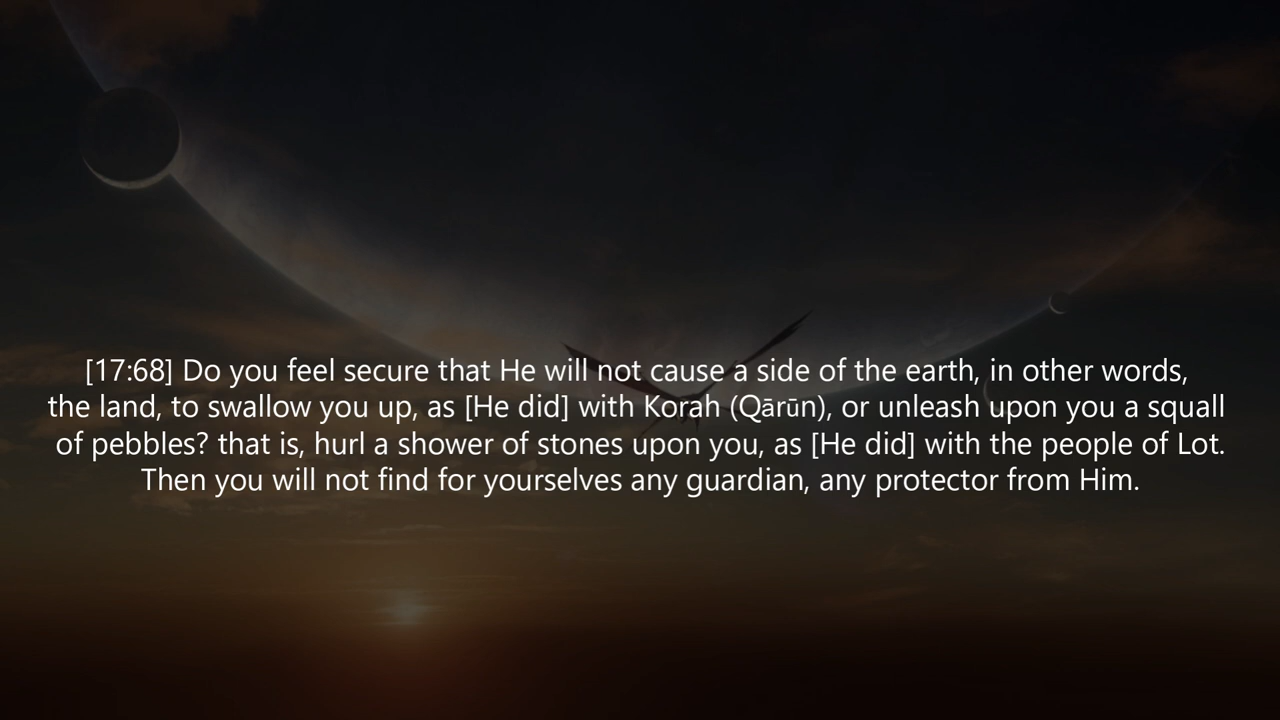 [17:68] Do you feel secure that He will not cause a side of the earth, in other words,
the land, to swallow you up, as [He did] with Korah (Qārūn), or unleash upon you a squall
of pebbles? that is, hurl a shower of stones upon you, as [He did] with the people of Lot.
Then you will not find for yourselves any guardian, any protector from Him.